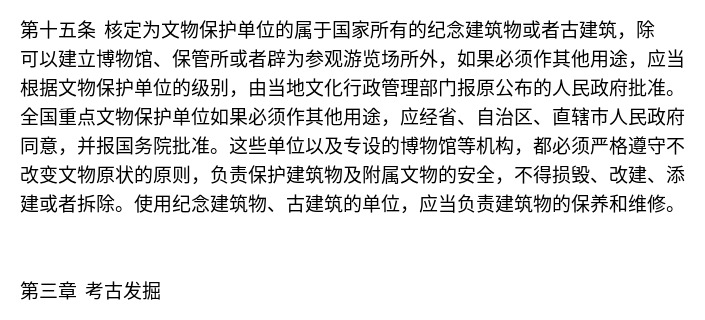 第十五条 核定为文物保护单位的属于国家所有的纪念建筑物或者古建筑，除
可以建立博物馆、保管所或者辟为参观游览场所外，如果必须作其他用途，应当
根据文物保护单位的级别，由当地文化行政管理部门报原公布的人民政府批准。
全国重点文物保护单位如果必须作其他用途，应经省、自治区、直辖市人民政府
同意，并报国务院批准。这些单位以及专设的博物馆等机构，都必须严格遵守不
改变文物原状的原则，负责保护建筑物及附属文物的安全，不得损毁、改建、添
建或者拆除。使用纪念建筑物、古建筑的单位，应当负责建筑物的保养和维修。
第三章 考古发掘